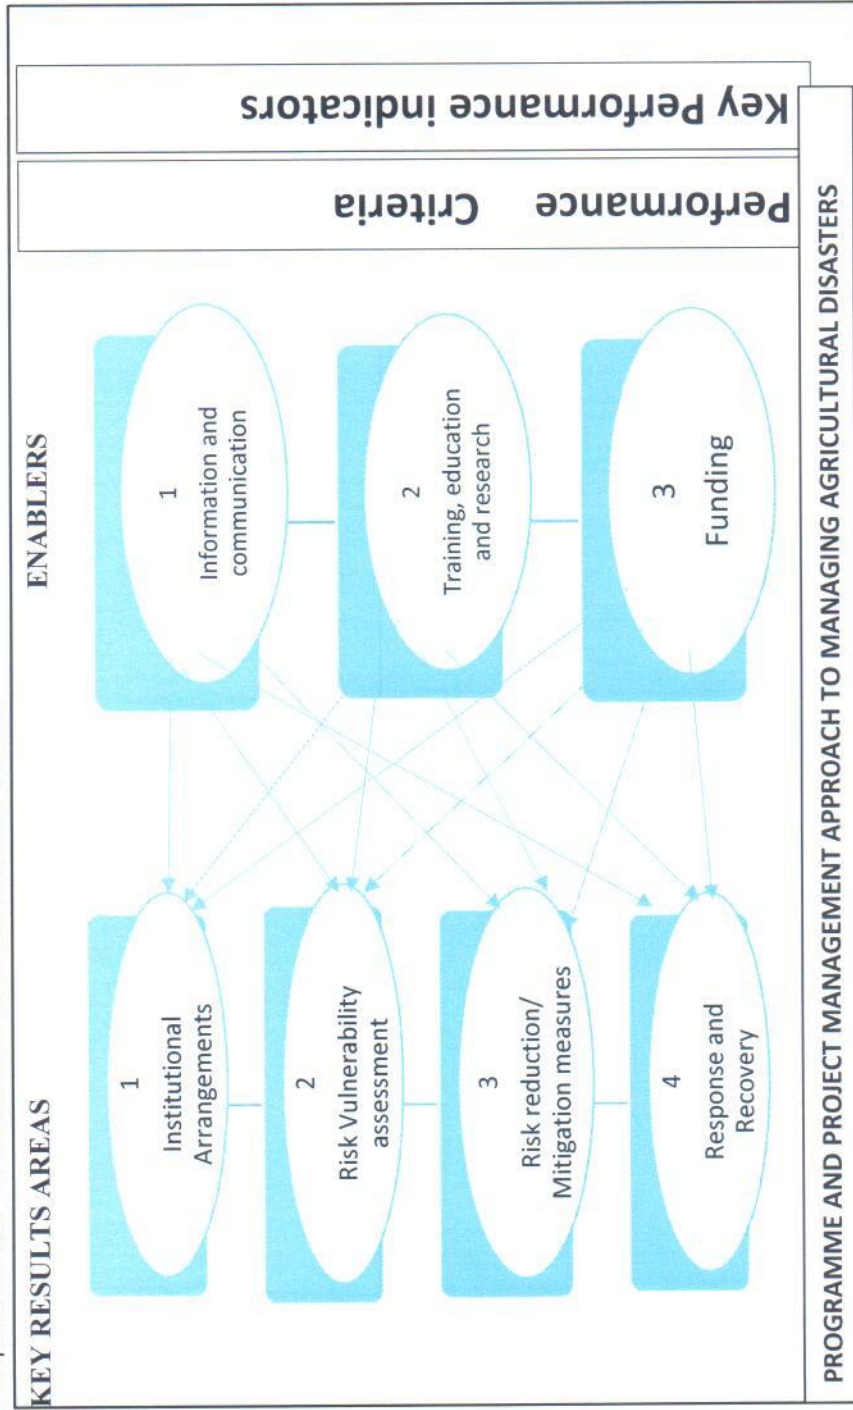 KEY RESULTS AREAS
ENABLERS
1
Institutional
Arrangements
2
Risk Vulnerability
assessment
3
Risk reduction/
Mitigation measures
4
Response and
Recovery
1
Information and
communication
2
Training, education
and research
3
Funding
Performance Criteria
Key Performance indicators
PROGRAMME AND PROJECT MANAGEMENT APPROACH TO MANAGING AGRICULTURAL DISASTERS